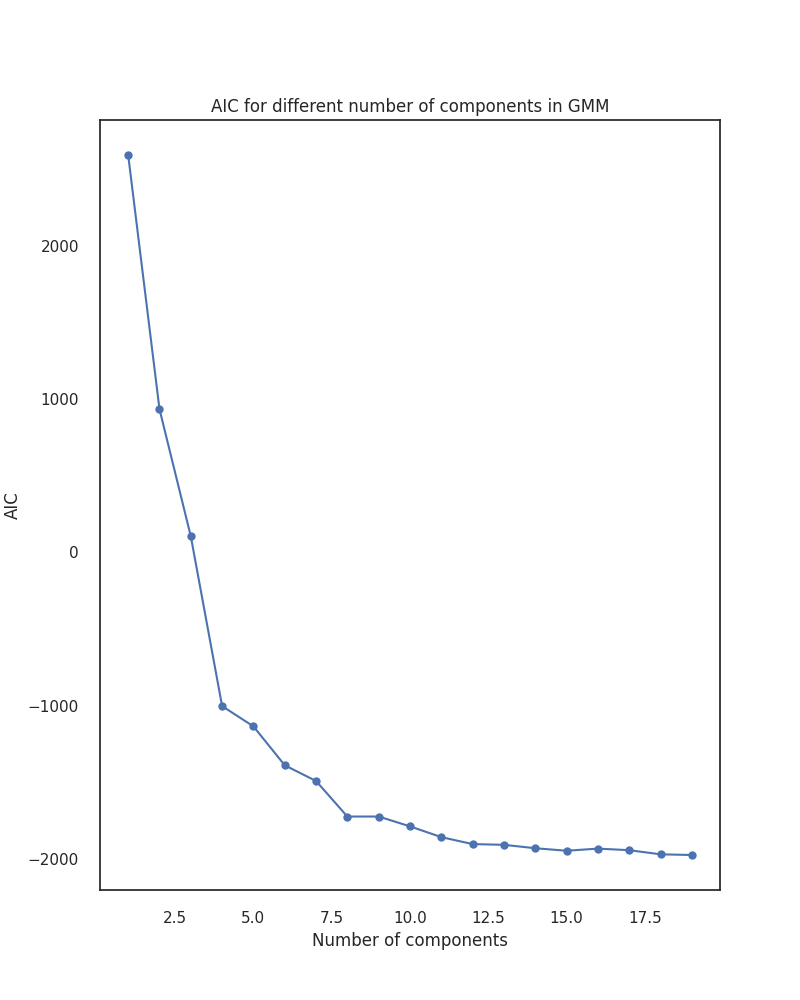 AIC for different number of components in GMM
AIC
2000
1000
0
−1000
−2000
2.5 5.0 7.5 10.0 12.5 15.0 17.5
Number of components